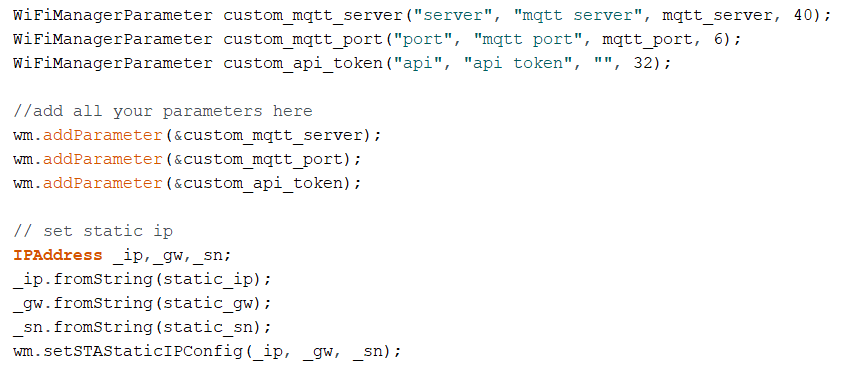 WiFiManagerParameter custom_mqtt_server("server", "mqtt server", mqtt_server, 40);
WiFiManagerParameter custom_mqtt_port("port", "mqtt port", mqtt_port, 6);
WiFiManagerParameter custom_api_token("api", "api token", "", 32);

//add all your parameters here
wm.addParameter(&custom_mqtt_server);
wm.addParameter(&custom_mqtt_port);
wm.addParameter(&custom_api_token);

// set static ip
IPAddress _ip,_gw,_sn;
_ip.fromString(static_ip);
_gw.fromString(static_gw);
_sn.fromString(static_sn);
wm.setSTAStaticIPConfig(_ip, _gw, _sn);